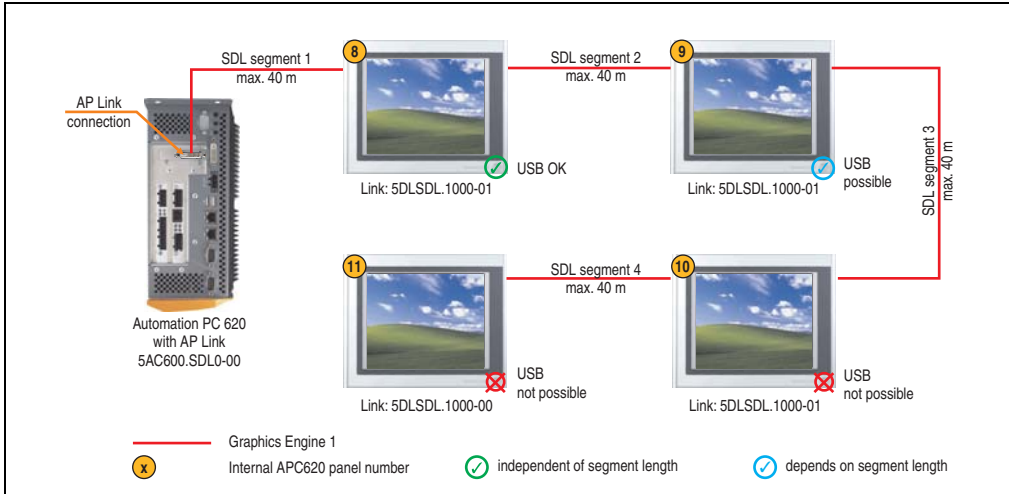 8
9
SDL segment 1
max. 40 m
SDL segment 2
max. 40 m
AP Link
connection
USB OK
USB
possible
Link: 5DLSDL.1000-01
Link: 5DLSDL.1000-01
SDL segment 3
max. 40 m
11
10
SDL segment 4
max. 40 m
Automation PC 620
with AP Link
5AC600.SDL0-00
USB
not possible
USB
not possible
Link: 5DLSDL.1000-00
Link: 5DLSDL.1000-01
Graphics Engine 1
x
Internal APC620 panel number
independent of segment length
depends on segment length